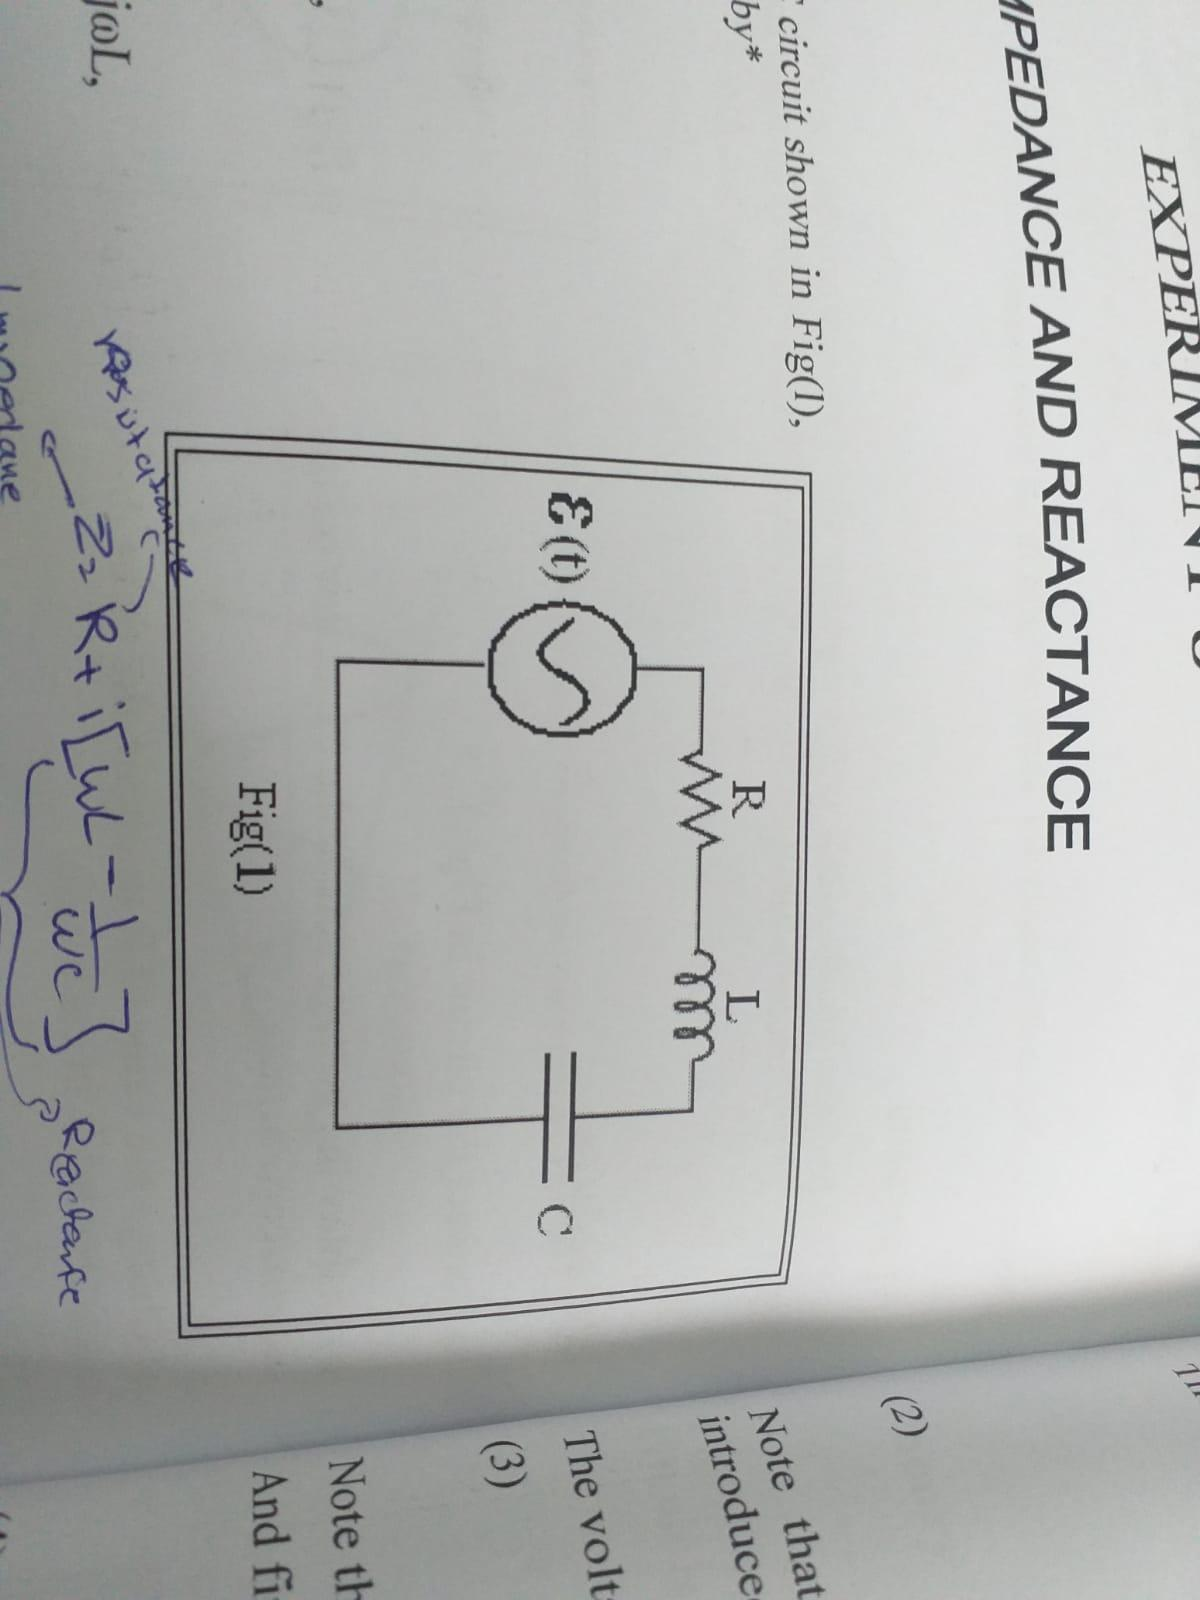 EXPERIMENT
MPEDANCE AND REACTANCE
circuit shown in Fig(1),
by*
R
L
ε(t)
C
Fig(1)
jωL,
Z = R + i[ωL - 1/ωC]
Reactance
(2)
Note that
introduce
The volt
(3)
Note th
And fi